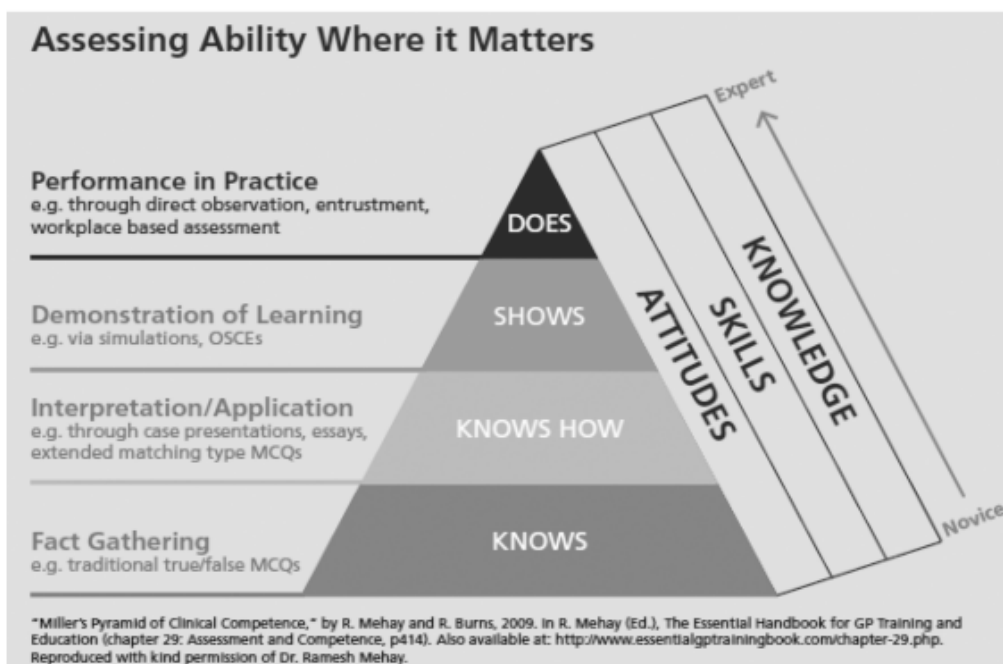 Assessing Ability Where it Matters
Performance in Practice
e.g. through direct observation, entrustment,
workplace based assessment
DOES
Demonstration of Learning
e.g. via simulations, OSCEs
SHOWS
Interpretation/Application
e.g. through case presentations, essays,
extended matching type MCQs
KNOWS HOW
Fact Gathering
e.g. traditional true/false MCQs
KNOWS
ATTITUDES
SKILLS
KNOWLEDGE
Expert
Novice
"Miller's Pyramid of Clinical Competence," by R. Mehay and R. Burns, 2009. In R. Mehay (Ed.), The Essential Handbook for GP Training and
Education (chapter 29: Assessment and Competence, p414). Also available at: http://www.essentialgptrainingbook.com/chapter-29.php.
Reproduced with kind permission of Dr. Ramesh Mehay.